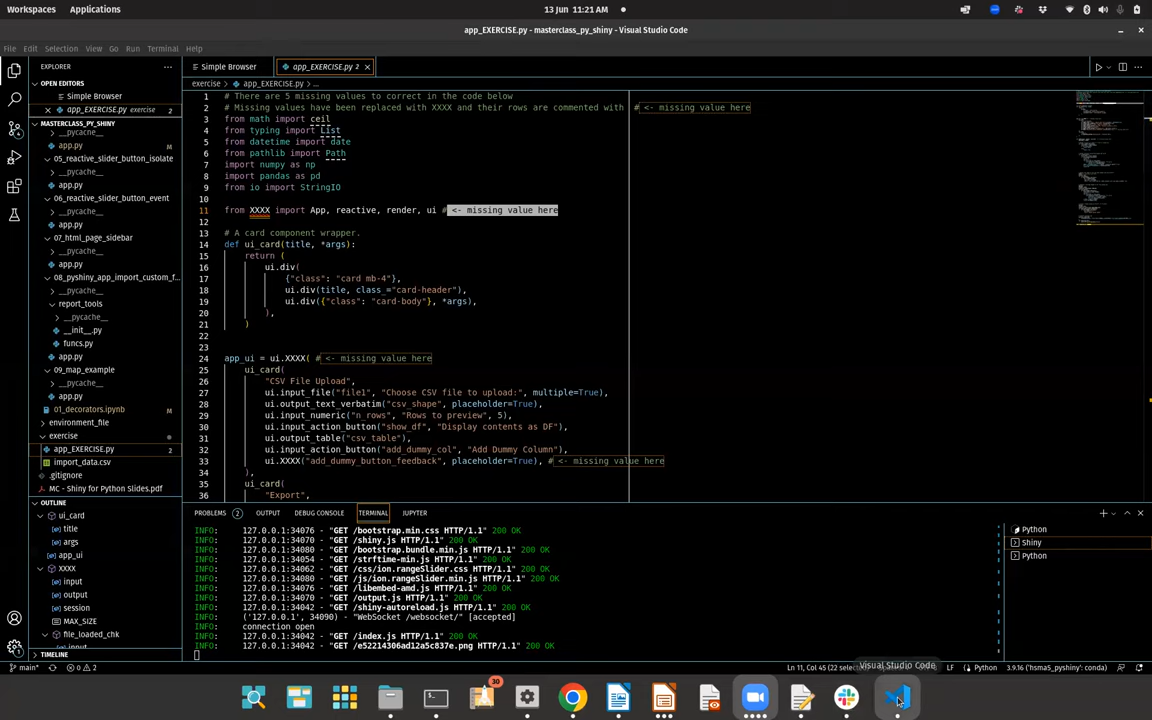 Workspaces Applications 13 Jun 11:21 AM
app_EXERCISE.py - masterclass_py_shiny - Visual Studio Code
File Edit Selection View Go Run Terminal Help
EXPLORER
OPEN EDITORS
Simple Browser
app_EXERCISE.py exercise 2
MASTERCLASS_PY_SHINY
__pycache__
app.py M
05_reactive_slider_button_isolate
__pycache__
app.py
06_reactive_slider_button_event
__pycache__
app.py
07_html_page_sidebar
__pycache__
app.py
08_pyshiny_app_import_custom_f...
__pycache__
report_tools
__pycache__
__init__.py
funcs.py
app.py
09_map_example
__pycache__
app.py
01_decorators.ipynb M
environment_file
exercise
app_EXERCISE.py 2
import_data.csv
.gitignore
MC - Shiny for Python Slides.pdf
OUTLINE
ui_card
title
args
app_ui
XXXX
input
output
session
MAX_SIZE
file_loaded_chk
input
TIMELINE
Simple Browser
app_EXERCISE.py 2
exercise > app_EXERCISE.py > ...
1 # There are 5 missing values to correct in the code below
2 # Missing values have been replaced with XXXX and their rows are commented with # <- missing value here
3 from math import ceil
4 from typing import List
5 from datetime import date
6 from pathlib import Path
7 import numpy as np
8 import pandas as pd
9 from io import StringIO
10
11 from XXXX import App, reactive, render, ui # <- missing value here
12
13 # A card component wrapper.
14 def ui_card(title, *args):
15 return (
16 ui.div(
17 {"class": "card mb-4"},
18 ui.div(title, class_="card-header"),
19 ui.div({"class": "card-body"}, *args),
20 ),
21 )
22
23
24 app_ui = ui.XXXX( # <- missing value here
25 ui_card(
26 "CSV File Upload",
27 ui.input_file("file1", "Choose CSV file to upload:", multiple=True),
28 ui.output_text_verbatim("csv_shape", placeholder=True),
29 ui.input_numeric("n_rows", "Rows to preview", 5),
30 ui.input_action_button("show_df", "Display contents as DF"),
31 ui.output_table("csv_table"),
32 ui.input_action_button("add_dummy_col", "Add Dummy Column"),
33 ui.XXXX("add_dummy_button_feedback", placeholder=True), # <- missing value here
34 ),
35 ui_card(
36 "Export",
PROBLEMS 2 OUTPUT DEBUG CONSOLE TERMINAL JUPYTER
INFO: 127.0.0.1:34076 - "GET /bootstrap.min.css HTTP/1.1" 200 OK
INFO: 127.0.0.1:34062 - "GET /shiny.js HTTP/1.1" 200 OK
INFO: 127.0.0.1:34080 - "GET /bootstrap.bundle.min.js HTTP/1.1" 200 OK
INFO: 127.0.0.1:34054 - "GET /strftime-min.js HTTP/1.1" 200 OK
INFO: 127.0.0.1:34062 - "GET /css/ion.rangeSlider.css HTTP/1.1" 200 OK
INFO: 127.0.0.1:34076 - "GET /js/ion.rangeSlider.min.js HTTP/1.1" 200 OK
INFO: 127.0.0.1:34080 - "GET /libembed-amd.js HTTP/1.1" 200 OK
INFO: 127.0.0.1:34070 - "GET /output.js HTTP/1.1" 200 OK
INFO: 127.0.0.1:34042 - "GET /shiny-autoreload.js HTTP/1.1" 200 OK
INFO: ('127.0.0.1', 34090) - "WebSocket /websocket/" [accepted]
INFO: connection open
INFO: 127.0.0.1:34042 - "GET /index.js HTTP/1.1" 200 OK
INFO: 127.0.0.1:34042 - "GET /e52214306ad12a5c837e.png HTTP/1.1" 200 OK
Python
Shiny
Python
main* 0 2 Ln 11, Col 45 (22 selected) LF Python 3.9.16 ('hsma5_pyshiny': conda)
Visual Studio Code
30